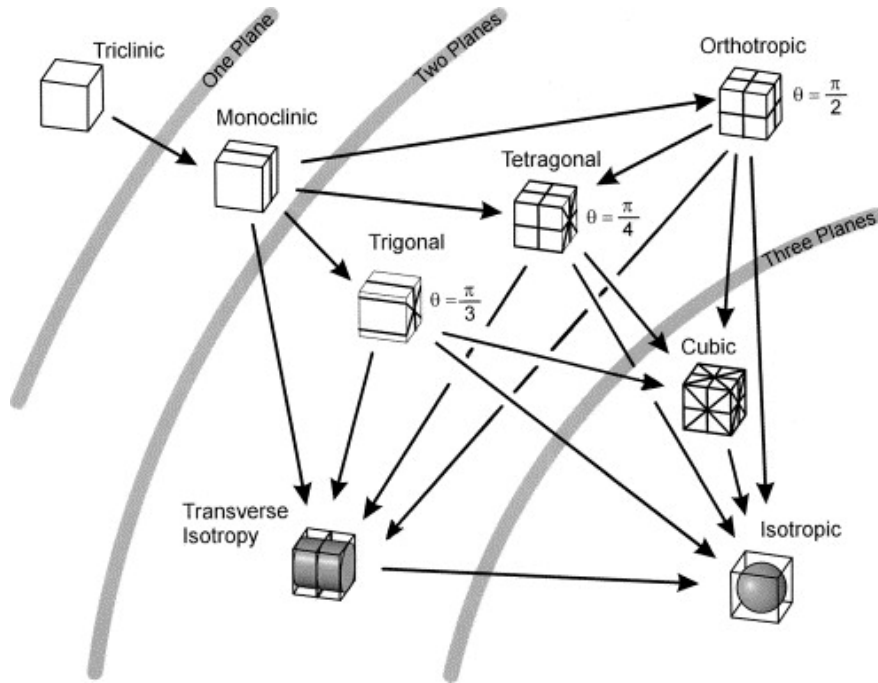 Triclinic
One Plane
Two Planes
Orthotropic
θ = π/2
Monoclinic
Tetragonal
θ = π/4
Trigonal
θ = π/3
Three Planes
Cubic
Transverse
Isotropy
Isotropic